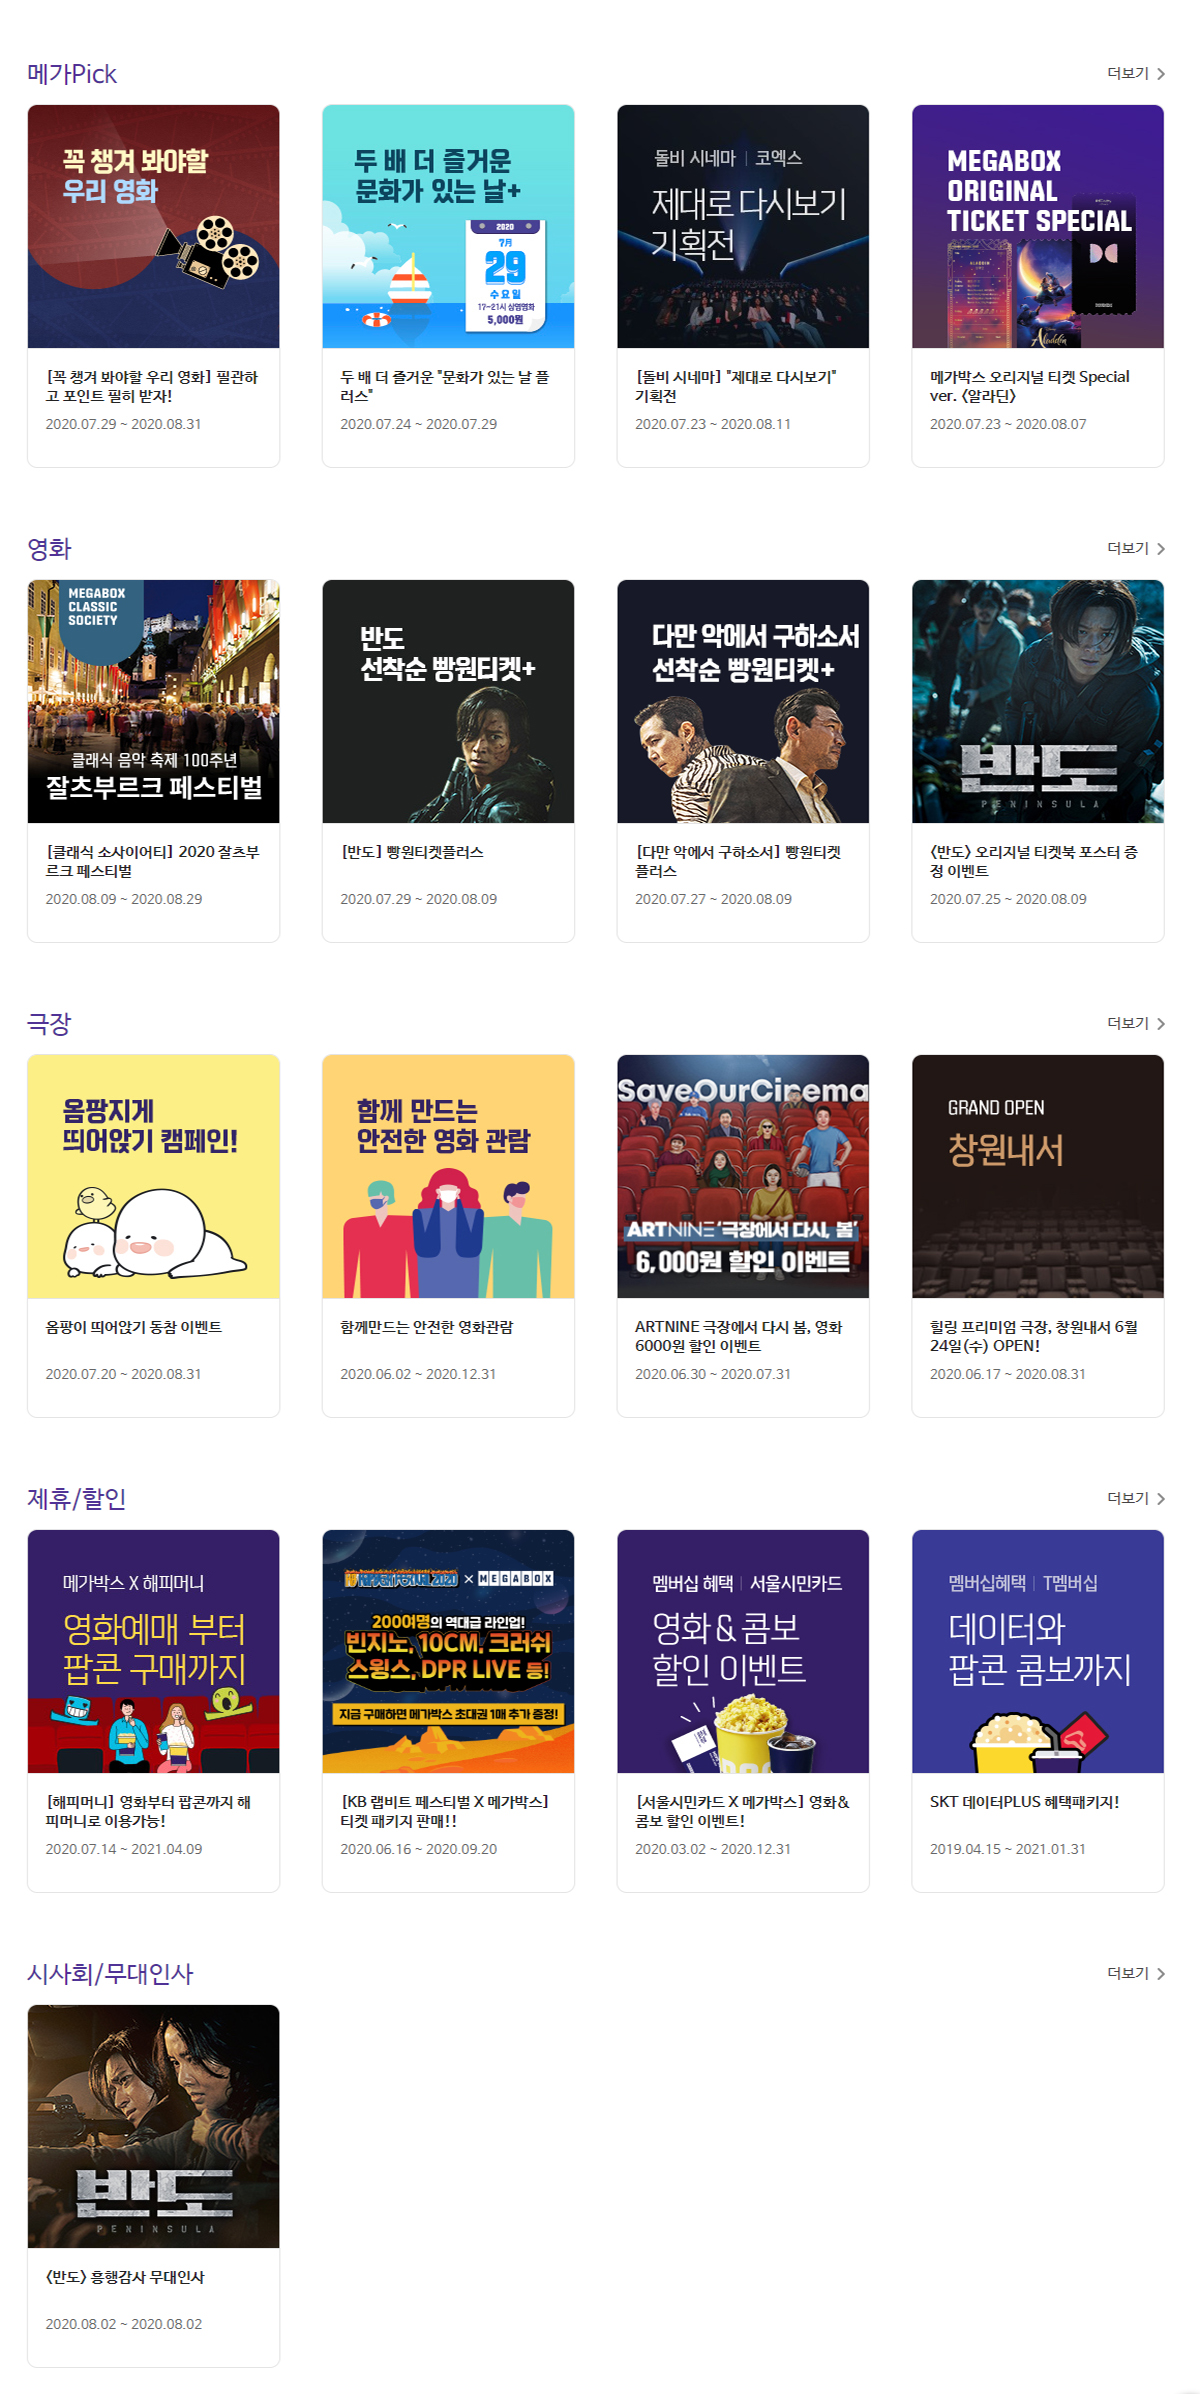 메가Pick
더보기
꼭 챙겨 봐야할
우리 영화
[꼭 챙겨 봐야할 우리 영화] 필관하
고 포인트 필히 받자!
2020.07.29 ~ 2020.08.31
두 배 더 즐거운
문화가 있는 날+
2020
7月
29
수요일
17~21시 상영영화
5,000원
두 배 더 즐거운 "문화가 있는 날 플
러스"
2020.07.24 ~ 2020.07.29
돌비 시네마 | 코엑스
제대로 다시보기
기획전
[돌비 시네마] "제대로 다시보기"
기획전
2020.07.23 ~ 2020.08.11
MEGABOX
ORIGINAL
TICKET SPECIAL
Aladdin
메가박스 오리지널 티켓 Special
ver. <알라딘>
2020.07.23 ~ 2020.08.07
영화
더보기
MEGABOX
CLASSIC
SOCIETY
클래식 음악 축제 100주년
잘츠부르크 페스티벌
[클래식 소사이어티] 2020 잘츠부
르크 페스티벌
2020.08.09 ~ 2020.08.29
반도
선착순 빵원티켓+
[반도] 빵원티켓플러스
2020.07.29 ~ 2020.08.09
다만 악에서 구하소서
선착순 빵원티켓+
[다만 악에서 구하소서] 빵원티켓
플러스
2020.07.27 ~ 2020.08.09
반도
PENINSULA
<반도> 오리지널 티켓북 포스터 증
정 이벤트
2020.07.25 ~ 2020.08.09
극장
더보기
옴팡지게
띄어앉기 캠페인!
옴팡이 띄어앉기 동참 이벤트
2020.07.20 ~ 2020.08.31
함께 만드는
안전한 영화 관람
함께만드는 안전한 영화관람
2020.06.02 ~ 2020.12.31
SaveOurCinema
ARTNINE '극장에서 다시, 봄'
6,000원 할인 이벤트
ARTNINE 극장에서 다시 봄, 영화
6000원 할인 이벤트
2020.06.30 ~ 2020.07.31
GRAND OPEN
창원내서
힐링 프리미엄 극장, 창원내서 6월
24일(수) OPEN!
2020.06.17 ~ 2020.08.31
제휴/할인
더보기
메가박스 X 해피머니
영화예매 부터
팝콘 구매까지
[해피머니] 영화부터 팝콘까지 해
피머니로 이용가능!
2020.07.14 ~ 2021.04.09
2020 × MEGABOX
200여명의 역대급 라인업!
빈지노, 10CM, 크러쉬
스윙스, DPR LIVE 등!
지금 구매하면 메가박스 초대권 1매 추가 증정!
[KB 랩비트 페스티벌 X 메가박스]
티켓 패키지 판매!!
2020.06.16 ~ 2020.09.20
멤버십 혜택 | 서울시민카드
영화 & 콤보
할인 이벤트
[서울시민카드 X 메가박스] 영화&
콤보 할인 이벤트!
2020.03.02 ~ 2020.12.31
멤버십혜택 | T멤버십
데이터와
팝콘 콤보까지
SKT 데이터PLUS 혜택패키지!
2019.04.15 ~ 2021.01.31
시사회/무대인사
더보기
반도
PENINSULA
<반도> 흥행감사 무대인사
2020.08.02 ~ 2020.08.02